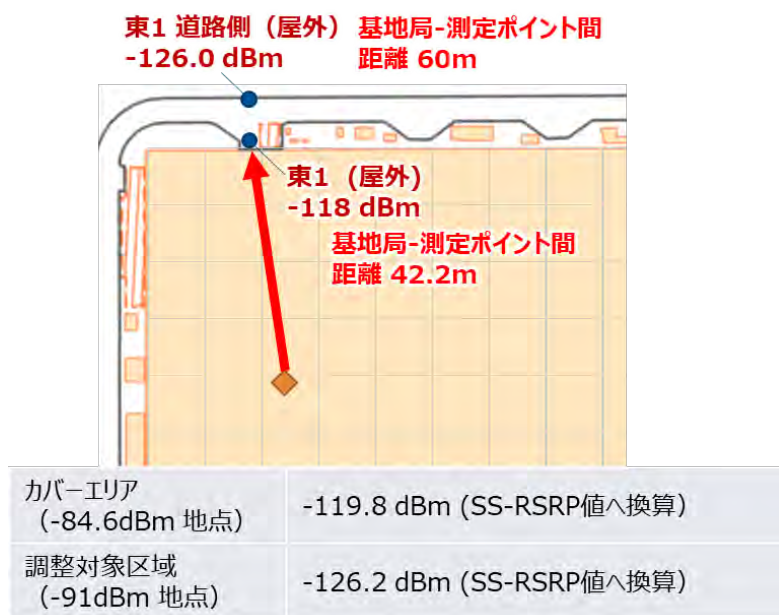 東1 道路側（屋外）
-126.0 dBm
基地局-測定ポイント間
距離 60m
東1 (屋外)
-118 dBm
基地局-測定ポイント間
距離 42.2m
カバーエリア
（-84.6dBm 地点）
-119.8 dBm (SS-RSRP値へ換算）
調整対象区域
（-91dBm 地点）
-126.2 dBm (SS-RSRP値へ換算）